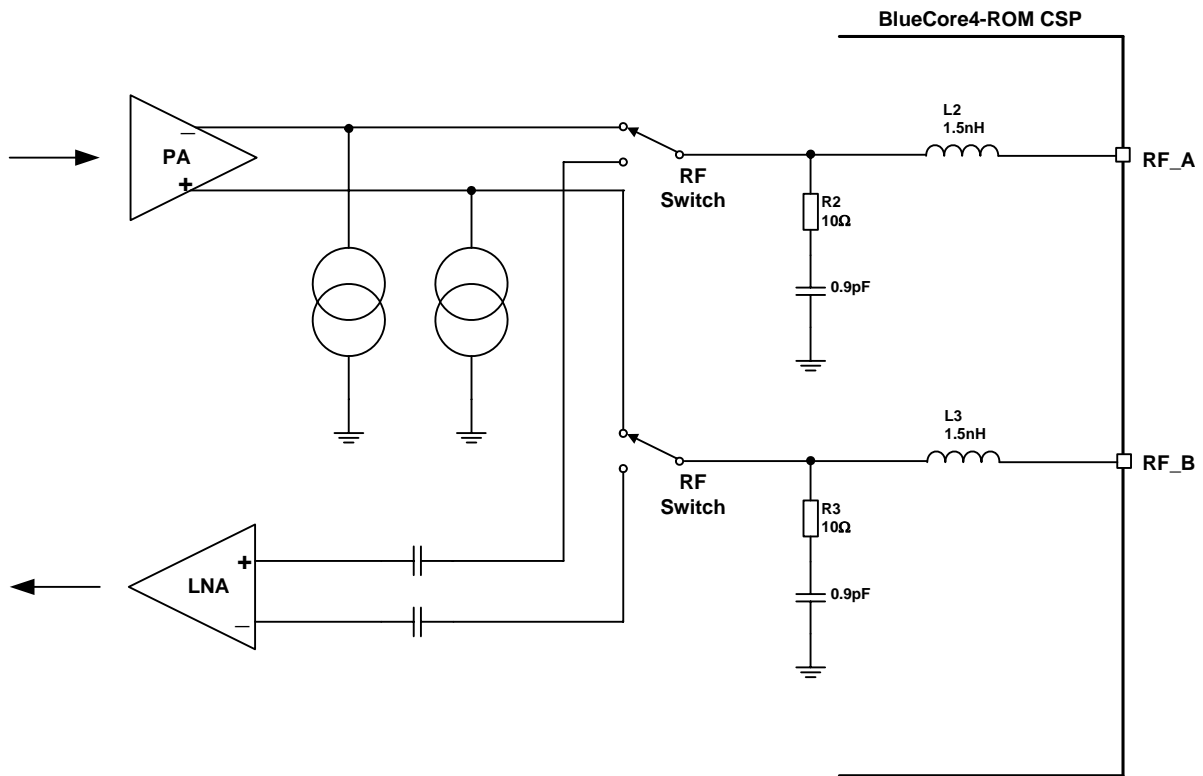 BlueCore4-ROM CSP
L2
1.5nH
−
PA
+
RF_A
RF
Switch
R2
10Ω
0.9pF
L3
1.5nH
RF_B
RF
Switch
R3
10Ω
+
LNA
−
0.9pF